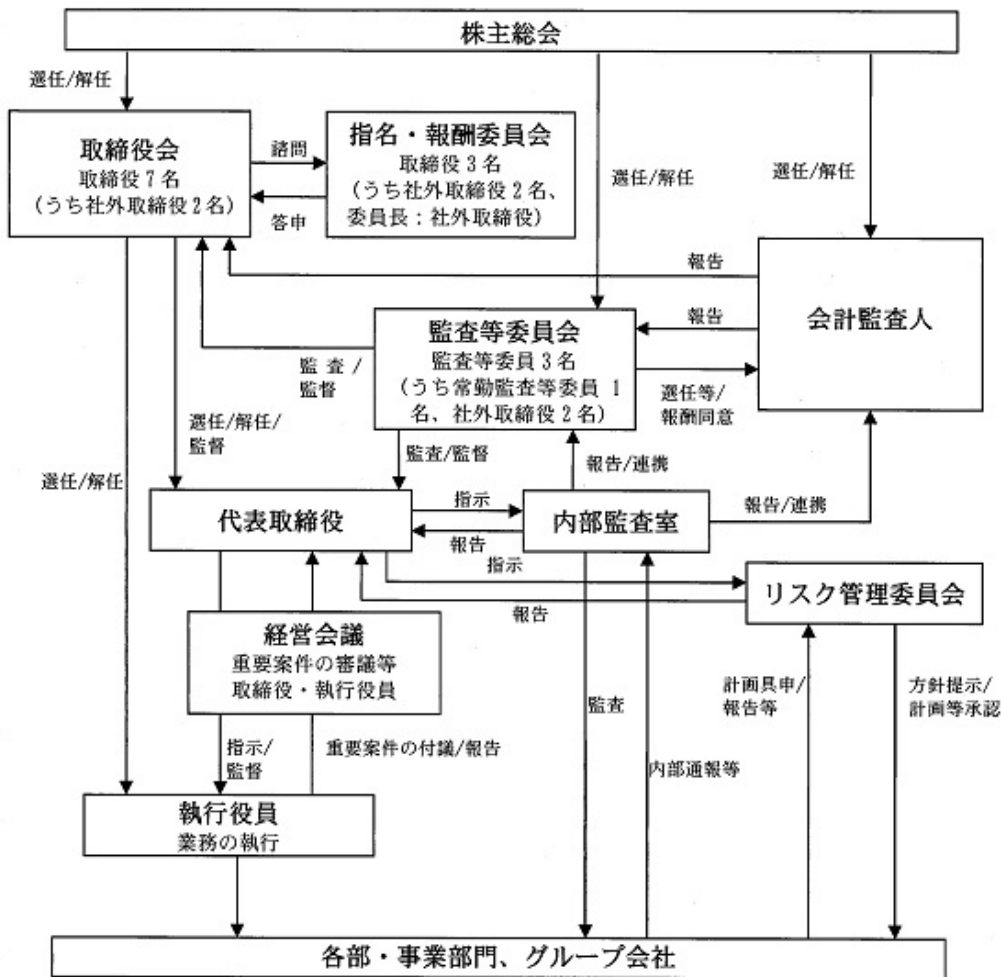 株主総会
選任/解任
取締役会
取締役7名
(うち社外取締役2名)
諮問
答申
指名・報酬委員会
取締役3名
(うち社外取締役2名、
委員長：社外取締役)
選任/解任
選任/解任
報告
会計監査人
報告
監査等委員会
監査等委員3名
(うち常勤監査等委員 1
名、社外取締役2名)
監 査 /
監督
選任等/
報酬同意
選任/解任/
監督
選任/解任
監査/監督
報告/連携
報告/連携
代表取締役
指示
報告
内部監査室
指示
報告
リスク管理委員会
経営会議
重要案件の審議等
取締役・執行役員
監査
計画具申/
報告等
方針提示/
計画等承認
指示/
監督
重要案件の付議/報告
内部通報等
執行役員
業務の執行
各部・事業部門、グループ会社